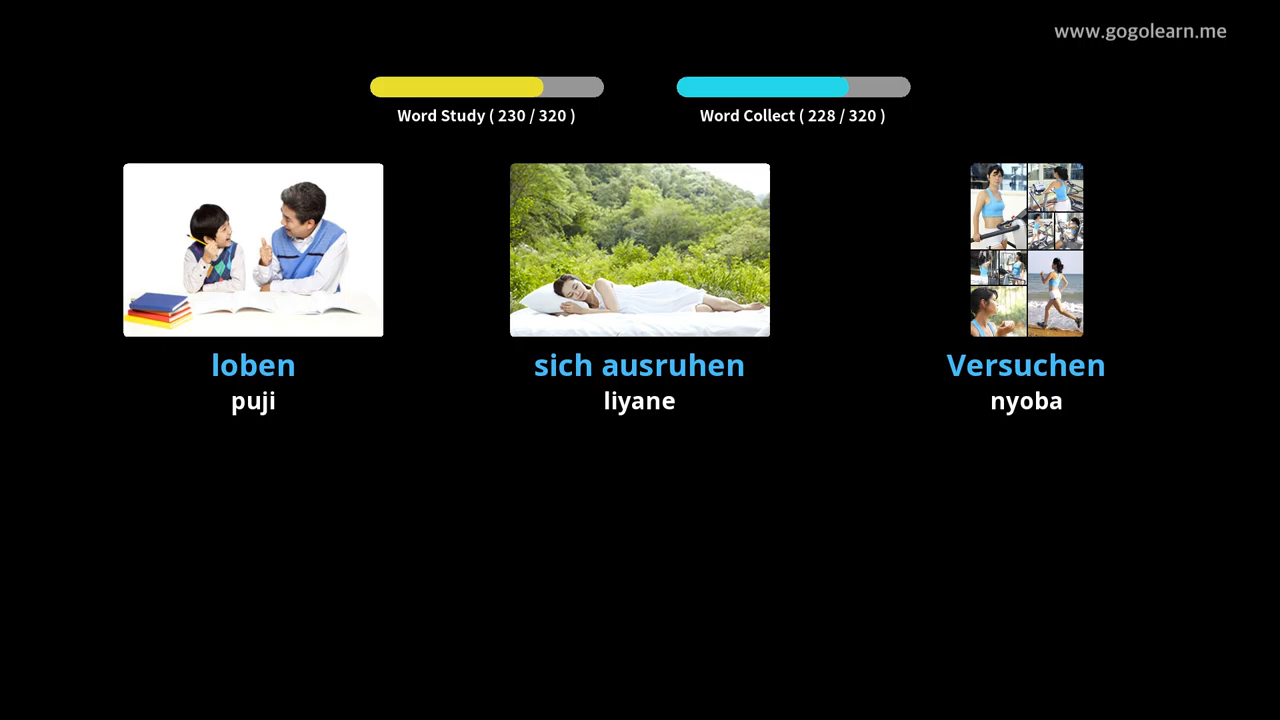 www.gogolearn.me
Word Study ( 230 / 320 )
Word Collect ( 228 / 320 )
loben
puji
sich ausruhen
liyane
Versuchen
nyoba